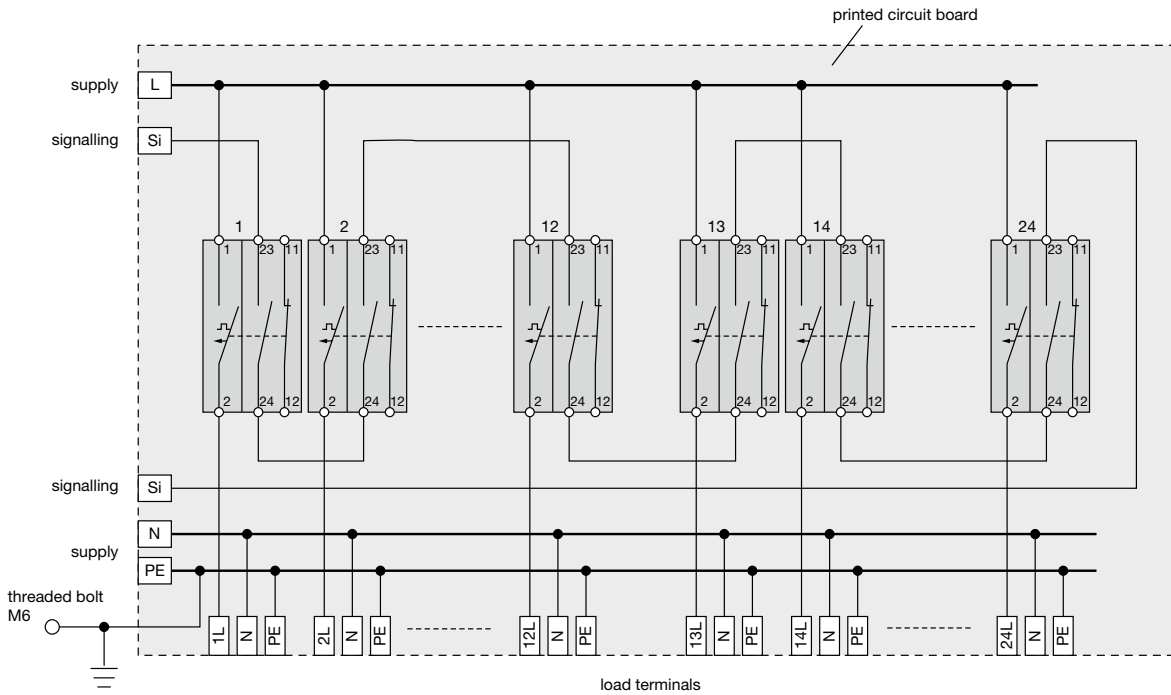 printed circuit board
supply L
signalling Si
1 2 12 13 14 24
1 23 11 1 23 11 1 23 11 1 23 11 1 23 11 1 23 11
2 24 12 2 24 12 2 24 12 2 24 12 2 24 12 2 24 12
signalling Si
N
supply
PE
threaded bolt
M6
1L N PE 2L N PE 12L N PE 13L N PE 14L N PE 24L N PE
load terminals